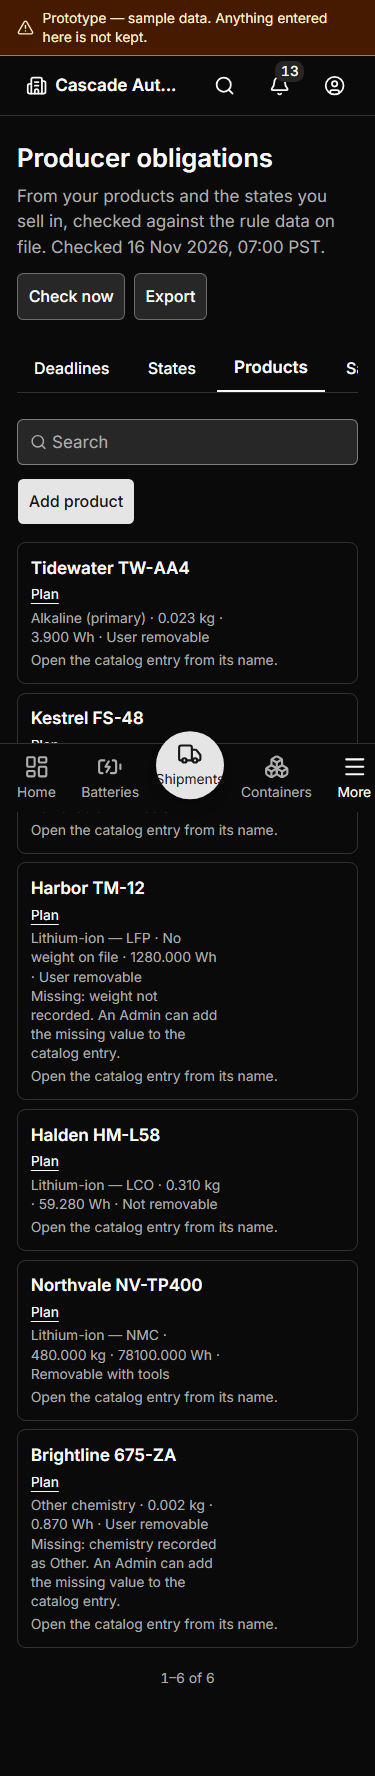 Prototype — sample data. Anything entered
here is not kept.
Cascade Aut...
13
Producer obligations
From your products and the states you
sell in, checked against the rule data on
file. Checked 16 Nov 2026, 07:00 PST.
Check now
Export
Deadlines
States
Products
Search
Add product
Tidewater TW-AA4
Plan
Alkaline (primary) · 0.023 kg ·
3.900 Wh · User removable
Open the catalog entry from its name.
Kestrel FS-48
Home
Batteries
Shipments
Containers
More
Open the catalog entry from its name.
Harbor TM-12
Plan
Lithium-ion — LFP · No
weight on file · 1280.000 Wh
· User removable
Missing: weight not
recorded. An Admin can add
the missing value to the
catalog entry.
Open the catalog entry from its name.
Halden HM-L58
Plan
Lithium-ion — LCO · 0.310 kg
· 59.280 Wh · Not removable
Open the catalog entry from its name.
Northvale NV-TP400
Plan
Lithium-ion — NMC ·
480.000 kg · 78100.000 Wh ·
Removable with tools
Open the catalog entry from its name.
Brightline 675-ZA
Plan
Other chemistry · 0.002 kg ·
0.870 Wh · User removable
Missing: chemistry recorded
as Other. An Admin can add
the missing value to the
catalog entry.
Open the catalog entry from its name.
1–6 of 6